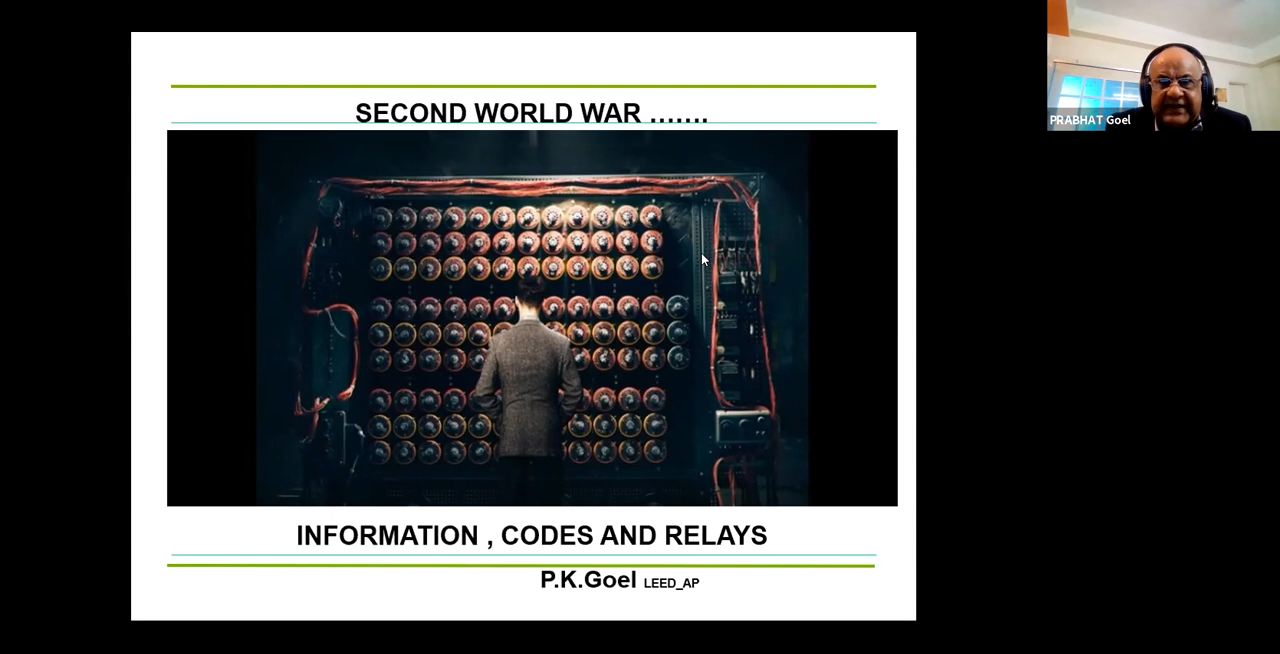 SECOND WORLD WAR .......
INFORMATION , CODES AND RELAYS
P.K.Goel LEED_AP
PRABHAT Goel